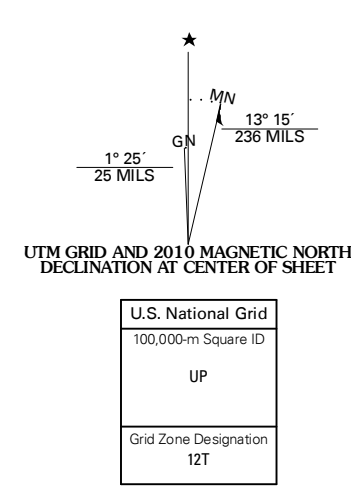 ★
MN
GN
13° 15´
236 MILS
1° 25´
25 MILS
UTM GRID AND 2010 MAGNETIC NORTH
DECLINATION AT CENTER OF SHEET
U.S. National Grid
100,000-m Square ID
UP
Grid Zone Designation
12T